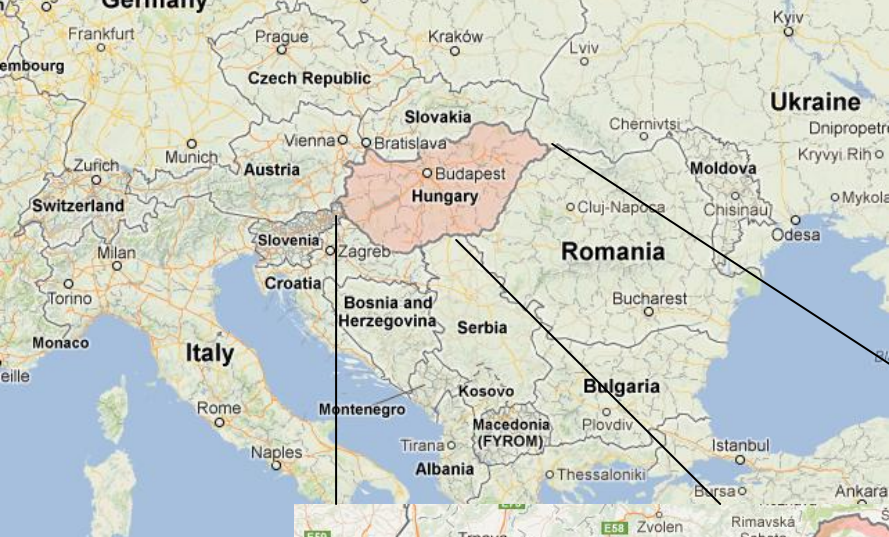 Germany
Kyiv
Frankfurt
Prague
Kraków
Lviv
embourg
Czech Republic
Ukraine
Slovakia
Chernivtsi
Dnipropetr
Vienna
Bratislava
Munich
Kryvyi Rih
Zurich
Austria
Budapest
Moldova
Switzerland
Hungary
Cluj-Napoca
Chisinau
Mykola
Slovenia
Zagreb
Odesa
Milan
Romania
Croatia
Torino
Bosnia and
Herzegovina
Bucharest
Serbia
Monaco
Italy
eille
Bulgaria
Kosovo
Rome
Montenegro
Macedonia
(FYROM)
Plovdiv
Naples
Tirana
Istanbul
Albania
Thessaloniki
Bursa
Ankara
E58
Zvolen
Rimavská